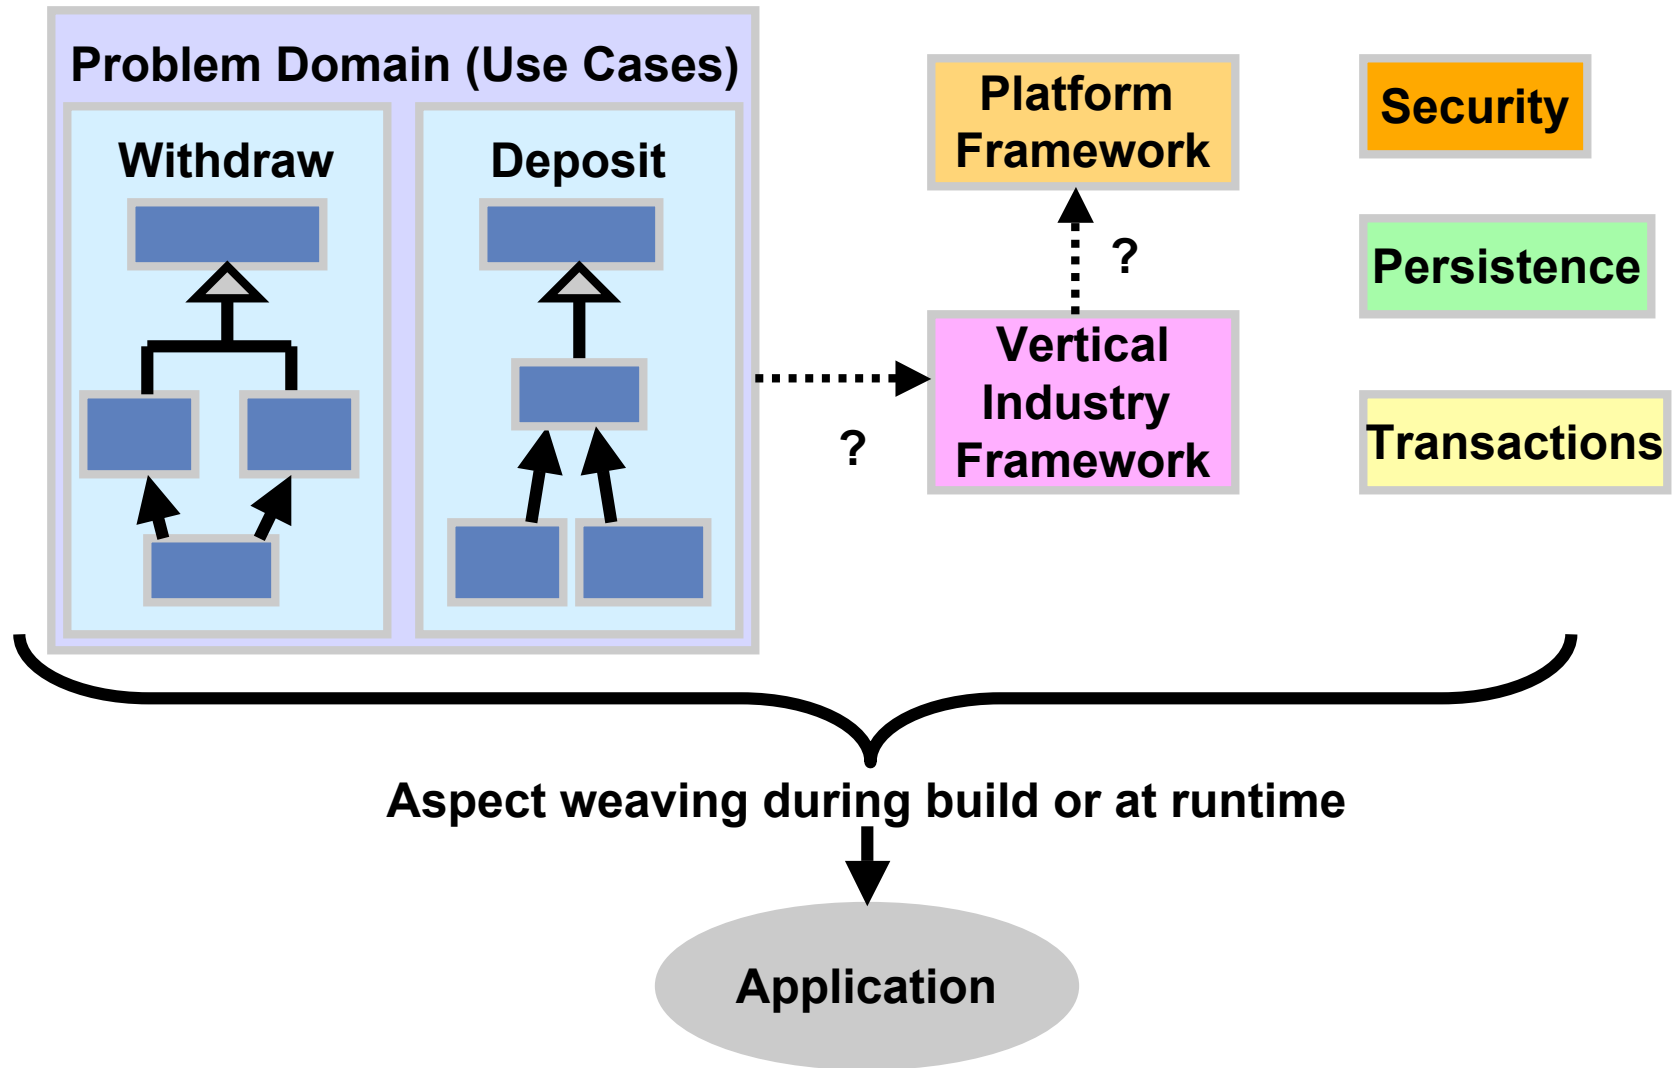 Problem Domain (Use Cases)
Withdraw
Deposit
Platform
Framework
?
Vertical
Industry
Framework
?
Security
Persistence
Transactions
Aspect weaving during build or at runtime
Application